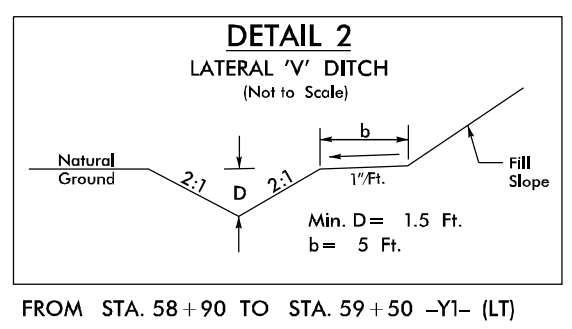 DETAIL 2
LATERAL 'V' DITCH
(Not to Scale)
b
Natural
Ground
2:1
D
2:1
1"/Ft.
Fill
Slope
Min. D= 1.5 Ft.
b= 5 Ft.
FROM STA. 58+90 TO STA. 59+50 -Y1- (LT)